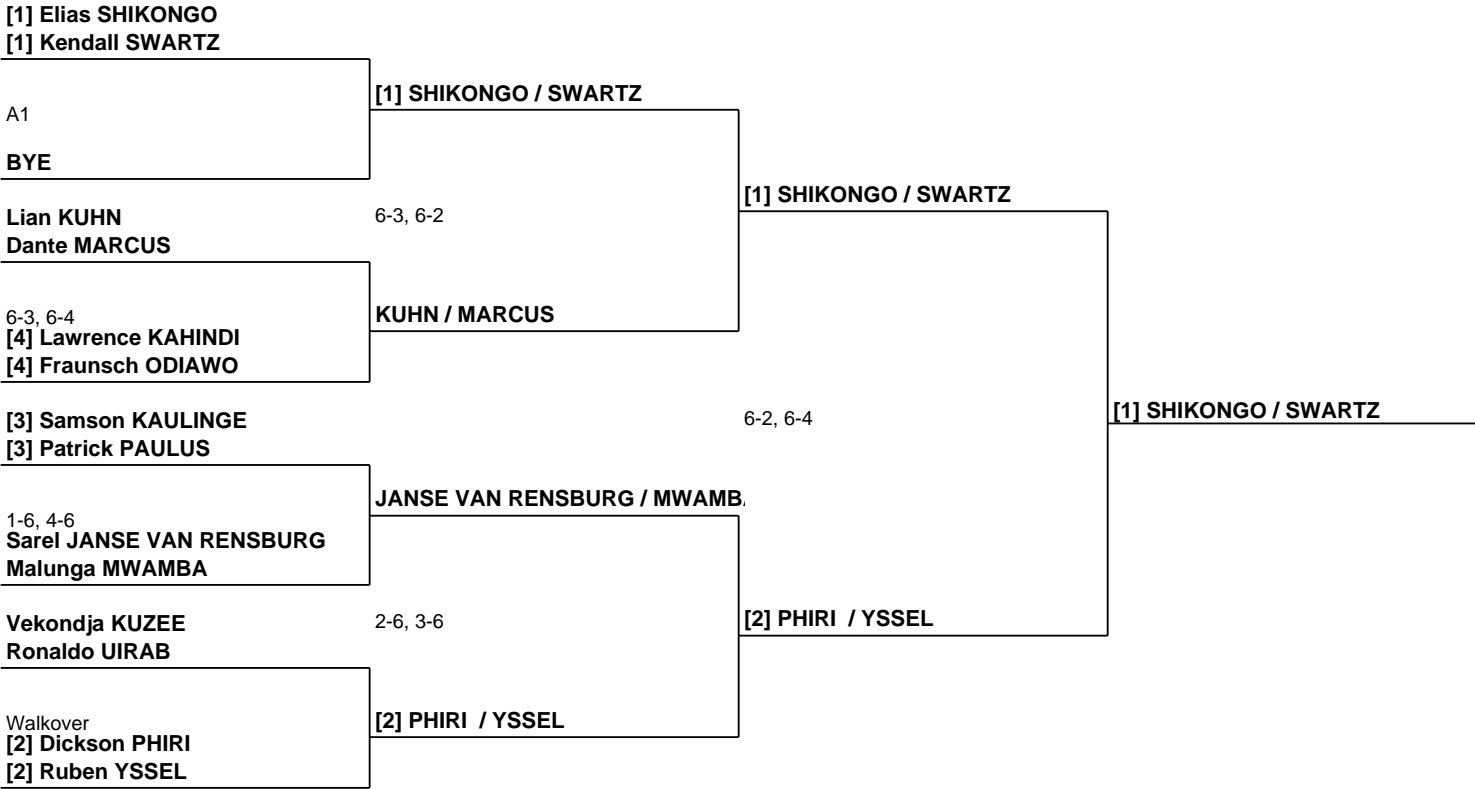 [1] Elias SHIKONGO
[1] Kendall SWARTZ
A1
BYE
Lian KUHN
Dante MARCUS
6-3, 6-4
[4] Lawrence KAHINDI
[4] Fraunsch ODIAWO
[3] Samson KAULINGE
[3] Patrick PAULUS
1-6, 4-6
Sarel JANSE VAN RENSBURG
Malunga MWAMBA
Vekondja KUZEE
Ronaldo UIRAB
Walkover
[2] Dickson PHIRI
[2] Ruben YSSEL
[1] SHIKONGO / SWARTZ
6-3, 6-2
KUHN / MARCUS
JANSE VAN RENSBURG / MWAMB
2-6, 3-6
[2] PHIRI / YSSEL
[1] SHIKONGO / SWARTZ
6-2, 6-4
[2] PHIRI / YSSEL
[1] SHIKONGO / SWARTZ